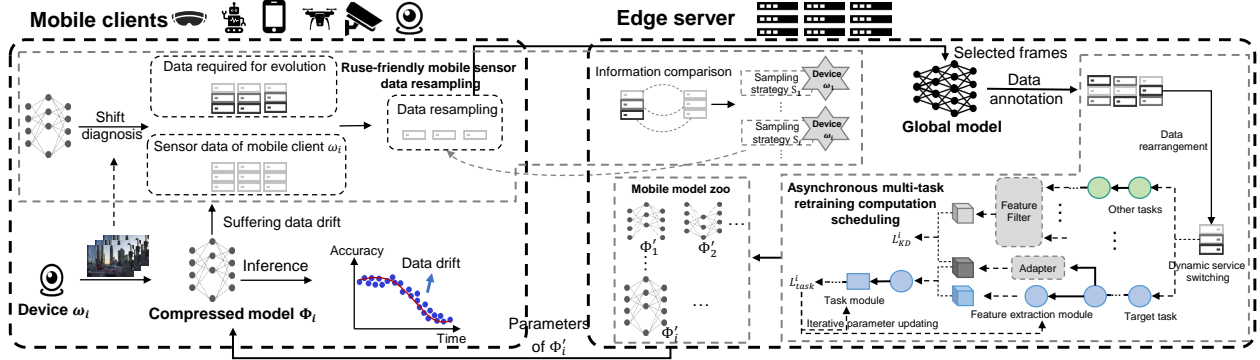 Mobile clients
Edge server
Data required for evolution
Ruse-friendly mobile sensor
data resampling
Data resampling
Shift
diagnosis
Sensor data of mobile client ωᵢ
Suffering data drift
Inference
Accuracy
Data drift
Time
Device ωᵢ
Compressed model Φᵢ
Parameters
of Φ′ᵢ
Information comparison
Sampling
strategy S₁
Device
ω₁
Sampling
strategy Sᵢ
Device
ωᵢ
Selected frames
Global model
Data
annotation
Data
rearrangement
Mobile model zoo
Φ′₁
Φ′₂
...
Φ′ᵢ
...
Asynchronous multi-task
retraining computation
scheduling
Feature
Filter
Other tasks
Lⁱ_KD
Adapter
Dynamic service
switching
Lⁱ_task
Task module
Feature extraction module
Target task
Iterative parameter updating